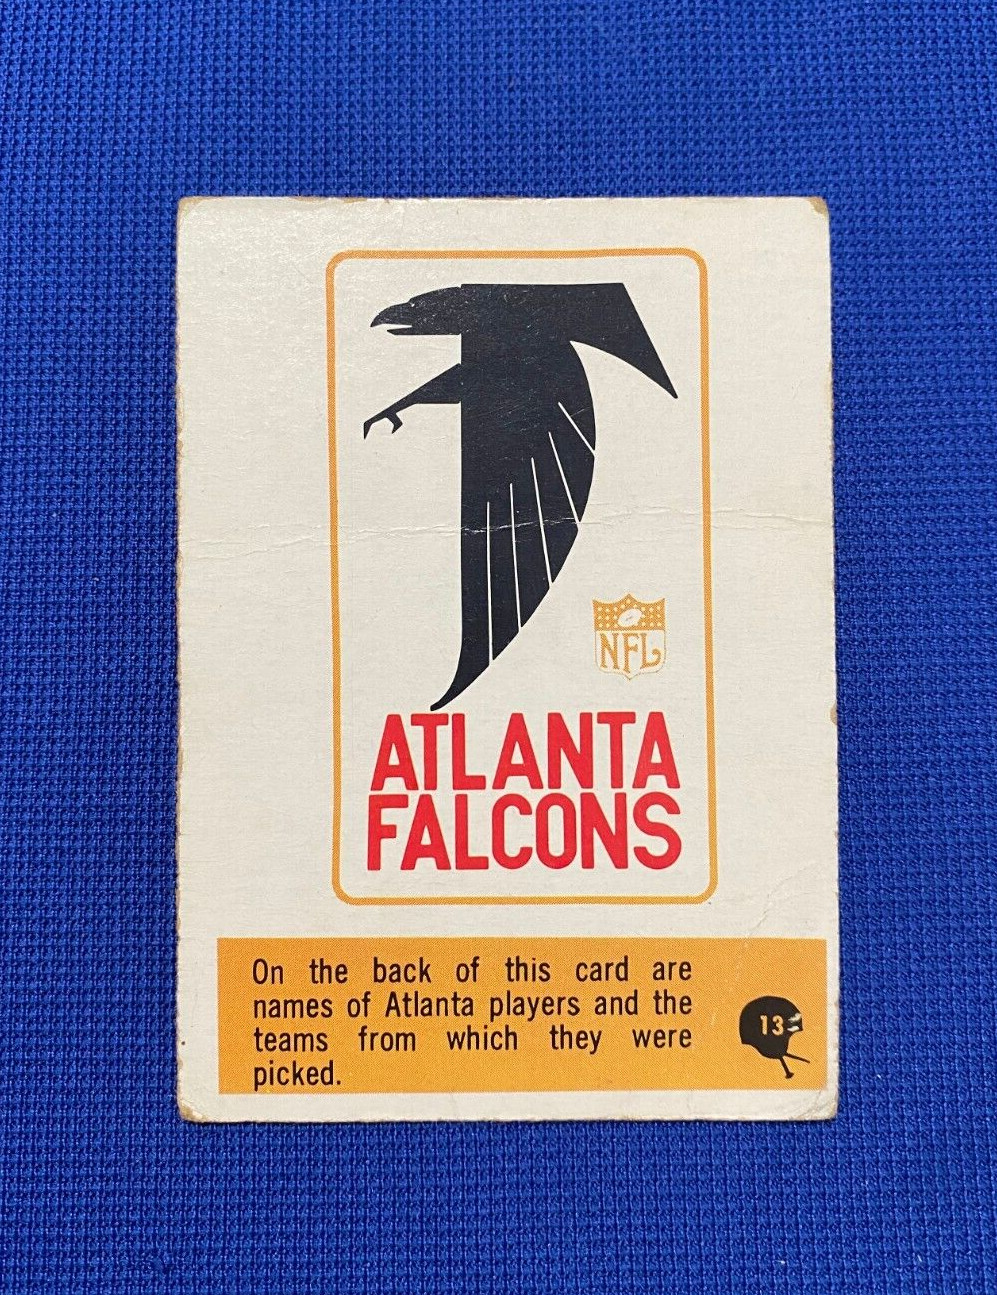 NFL
ATLANTA
FALCONS
On the back of this card are
names of Atlanta players and the
teams from which they were
picked.
13